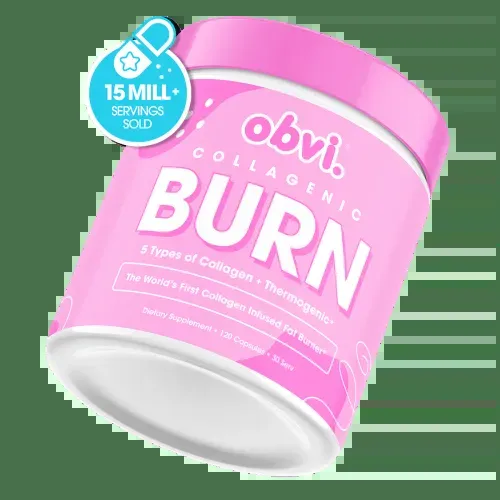 15 MILL+
SERVINGS
SOLD
obvi.
COLLAGENIC
BURN
5 Types of Collagen + Thermogenic*
The World's First Collagen Infused Fat Burner*
Dietary Supplement • 120 Capsules • 30 Serv